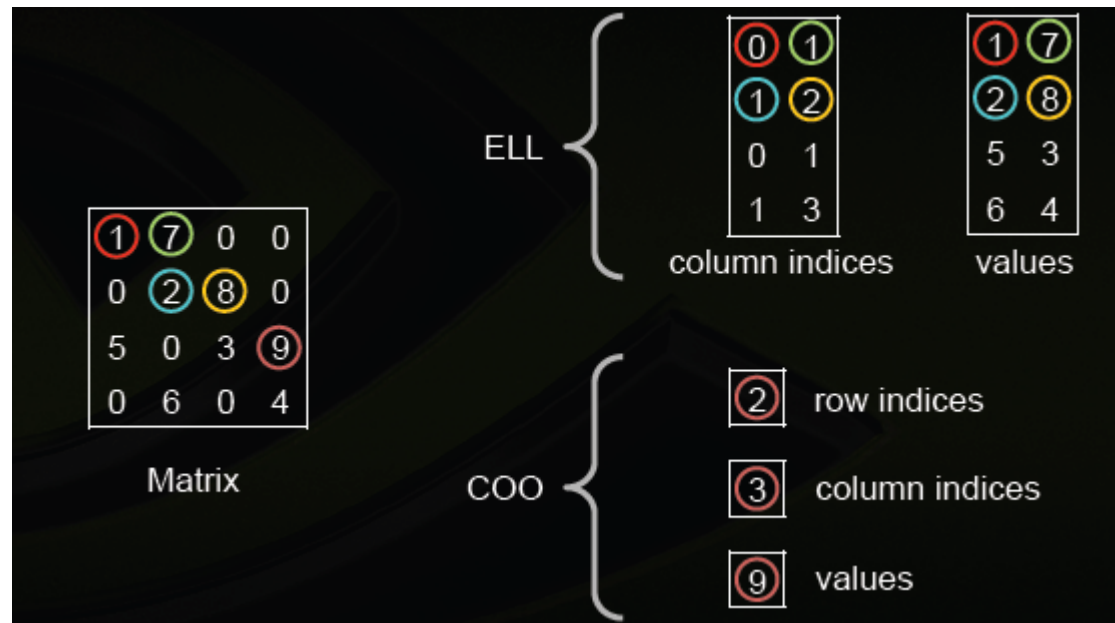 ELL
0 1
1 2
0 1
1 3
column indices
1 7
2 8
5 3
6 4
values
1 7 0 0
0 2 8 0
5 0 3 9
0 6 0 4
Matrix
COO
2 row indices
3 column indices
9 values